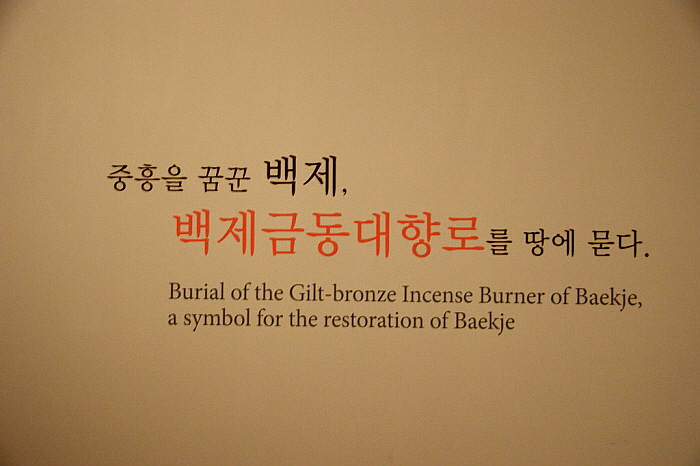 중흥을 꿈꾼 백제,
백제금동대향로를 땅에 묻다.
Burial of the Gilt-bronze Incense Burner of Baekje,
a symbol for the restoration of Baekje